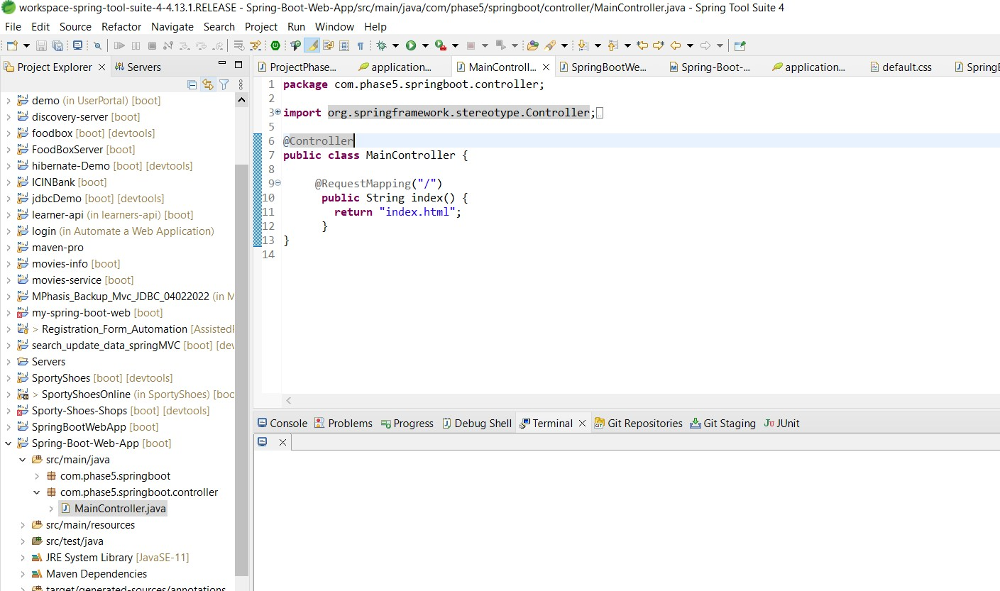 workspace-spring-tool-suite-4-4.13.1.RELEASE - Spring-Boot-Web-App/src/main/java/com/phase5/springboot/controller/MainController.java - Spring Tool Suite 4
File Edit Source Refactor Navigate Search Project Run Window Help
Project Explorer Servers
demo (in UserPortal) [boot]
discovery-server [boot]
foodbox [boot] [devtools]
FoodBoxServer [boot]
hibernate-Demo [boot] [devtools]
ICINBank [boot]
jdbcDemo [boot] [devtools]
learner-api (in learners-api) [boot]
login (in Automate a Web Application)
maven-pro
movies-info [boot]
movies-service [boot]
MPhasis_Backup_Mvc_JDBC_04022022 (in M
my-spring-boot-web [boot]
> Registration_Form_Automation [Assisted
search_update_data_springMVC [boot] [dev
Servers
SportyShoes [boot] [devtools]
> SportyShoesOnline (in SportyShoes) [boo
Sporty-Shoes-Shops [boot] [devtools]
SpringBootWebApp [boot]
Spring-Boot-Web-App [boot]
src/main/java
com.phase5.springboot
com.phase5.springboot.controller
MainController.java
src/main/resources
src/test/java
JRE System Library [JavaSE-11]
Maven Dependencies
target/generated-sources/annotations
ProjectPhase... application... MainControll... SpringBootWe... Spring-Boot-... application... default.css SpringB
1 package com.phase5.springboot.controller;
2
3 import org.springframework.stereotype.Controller;
5
6 @Controller
7 public class MainController {
8
9 @RequestMapping("/")
10 public String index() {
11 return "index.html";
12 }
13 }
14
Console Problems Progress Debug Shell Terminal Git Repositories Git Staging JUnit